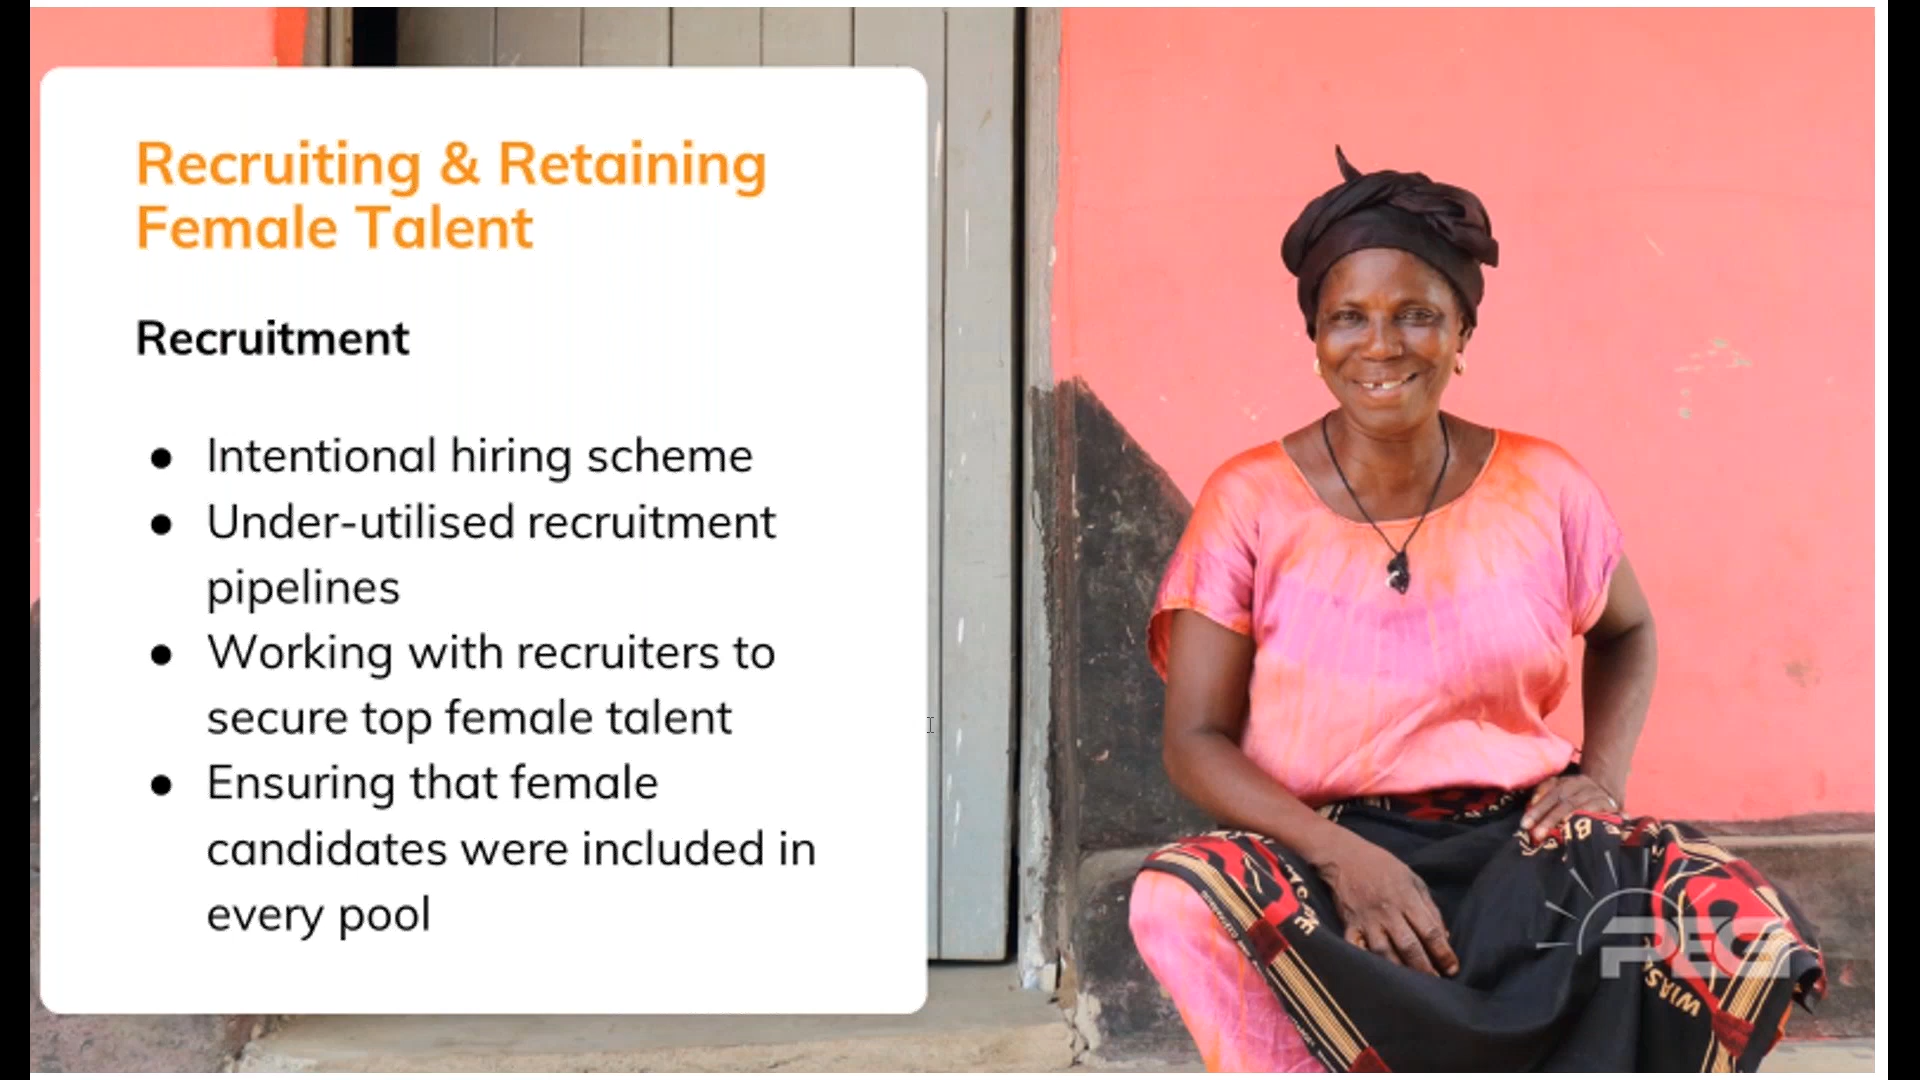 Recruiting & Retaining
Female Talent
Recruitment
● Intentional hiring scheme
● Under-utilised recruitment
pipelines
● Working with recruiters to
secure top female talent
● Ensuring that female
candidates were included in
every pool
PEG